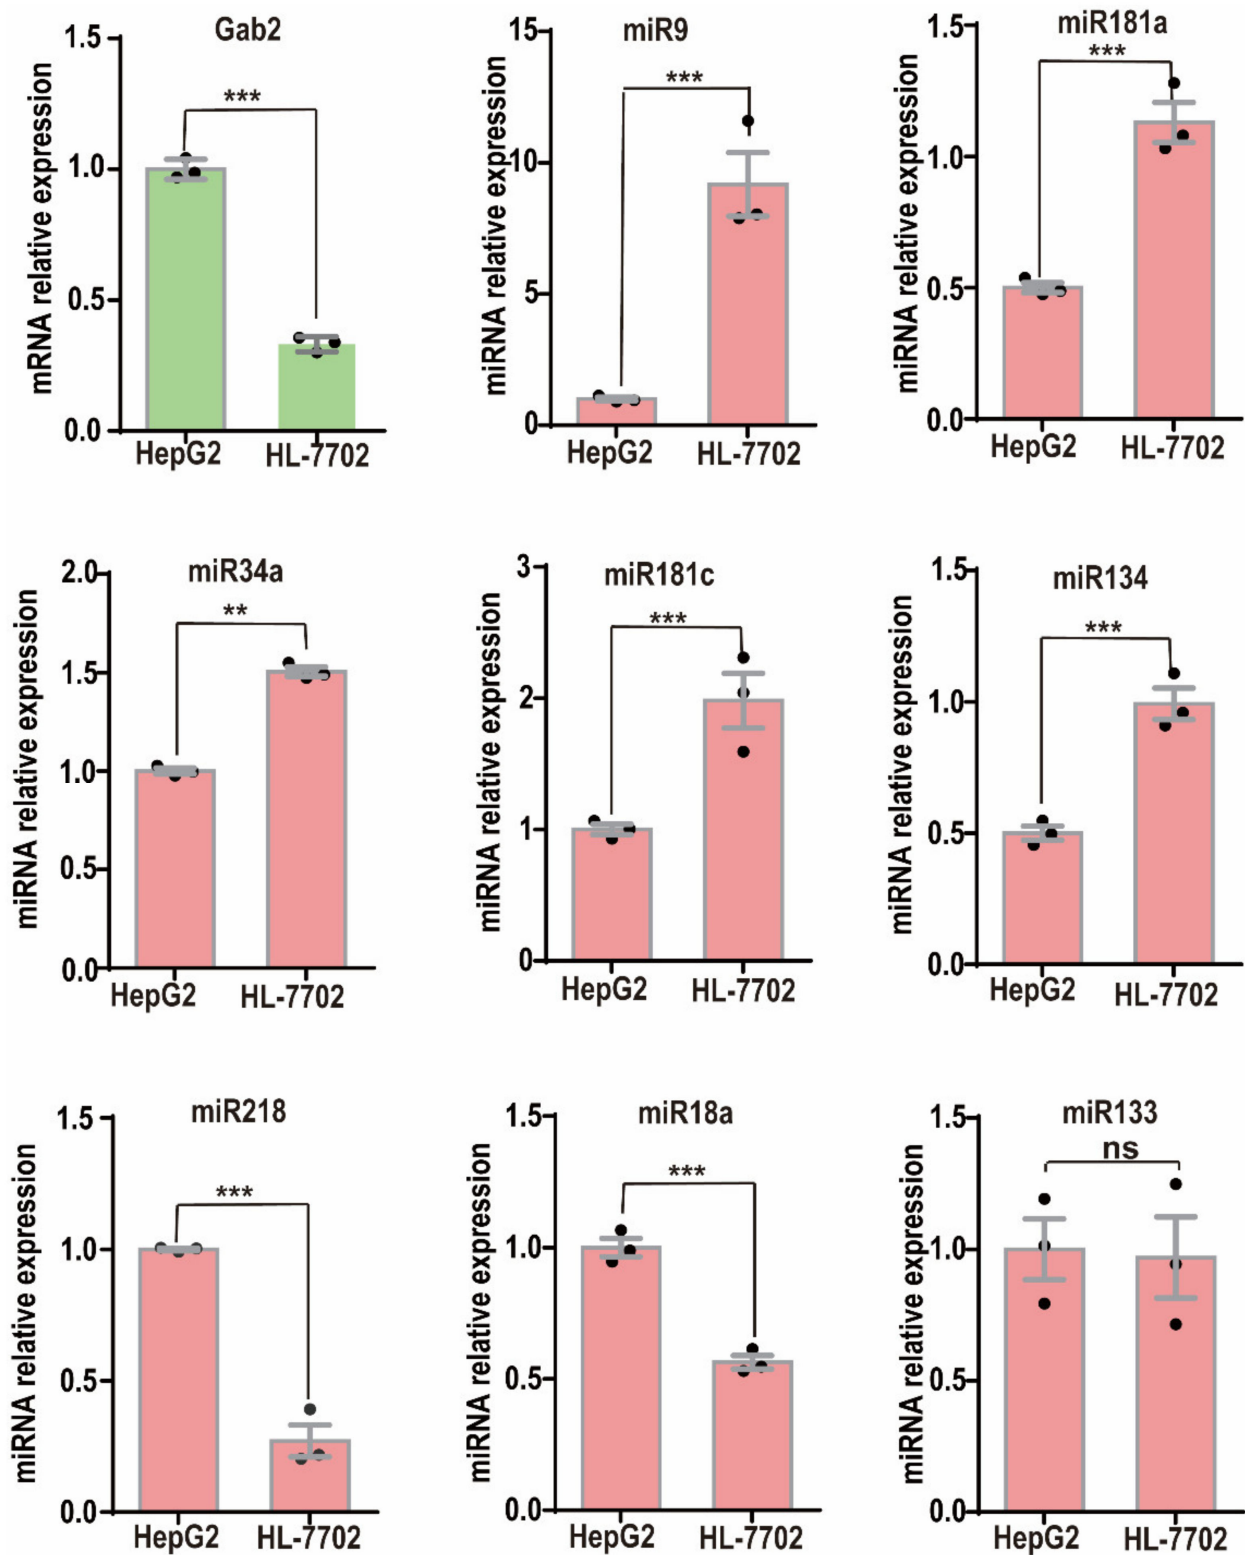 Gab2
mRNA relative expression
1.5
1.0
0.5
0.0
***
HepG2 HL-7702
miR9
miRNA relative expression
15
10
5
0
***
HepG2 HL-7702
miR181a
miRNA relative expression
1.5
1.0
0.5
0.0
***
HepG2 HL-7702
miR34a
miRNA relative expression
2.0
1.5
1.0
0.5
0.0
**
HepG2 HL-7702
miR181c
miRNA relative expression
3
2
1
0
***
HepG2 HL-7702
miR134
miRNA relative expression
1.5
1.0
0.5
0.0
***
HepG2 HL-7702
miR218
miRNA relative expression
1.5
1.0
0.5
0.0
***
HepG2 HL-7702
miR18a
miRNA relative expression
1.5
1.0
0.5
0.0
***
HepG2 HL-7702
miR133
miRNA relative expression
1.5
1.0
0.5
0.0
ns
HepG2 HL-7702